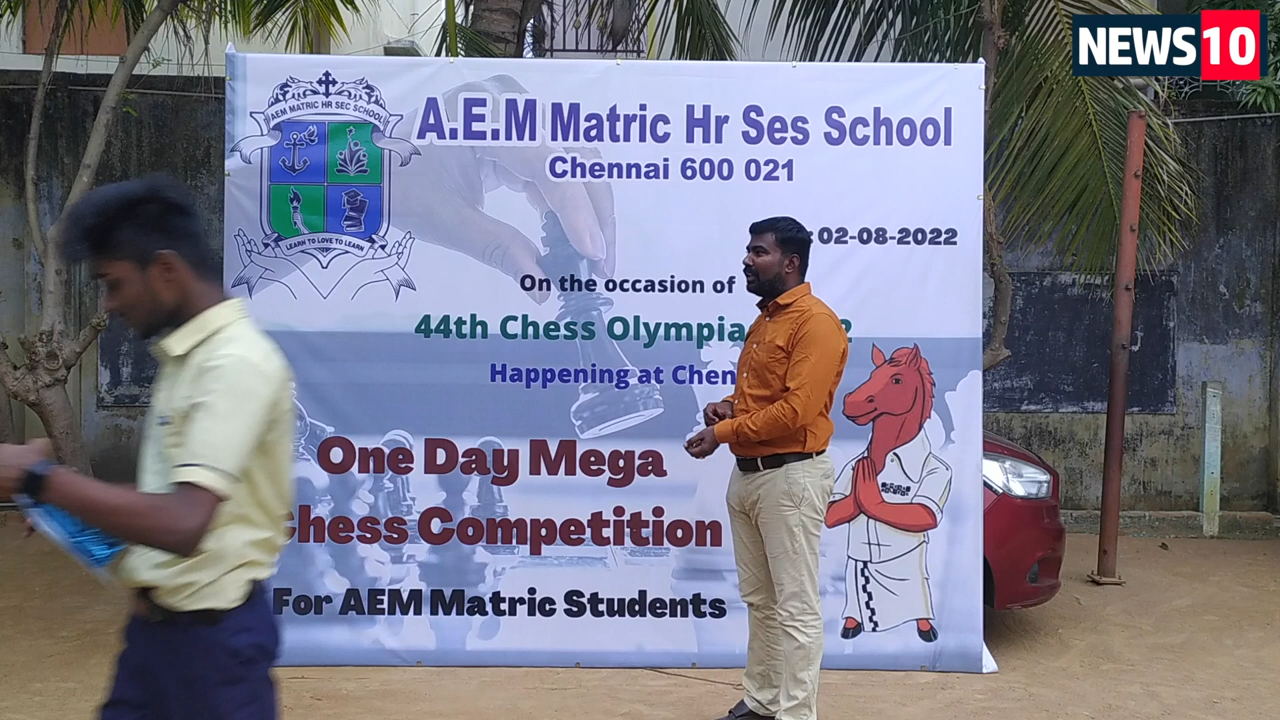 NEWS10
AEM MATRIC HR SEC SCHOOL
A.E.M Matric Hr Ses School
Chennai 600 021
: 02-08-2022
LEARN TO LOVE TO LEARN
On the occasion of
44th Chess Olympia 2
Happening at Chen
One Day Mega
Chess Competition
For AEM Matric Students